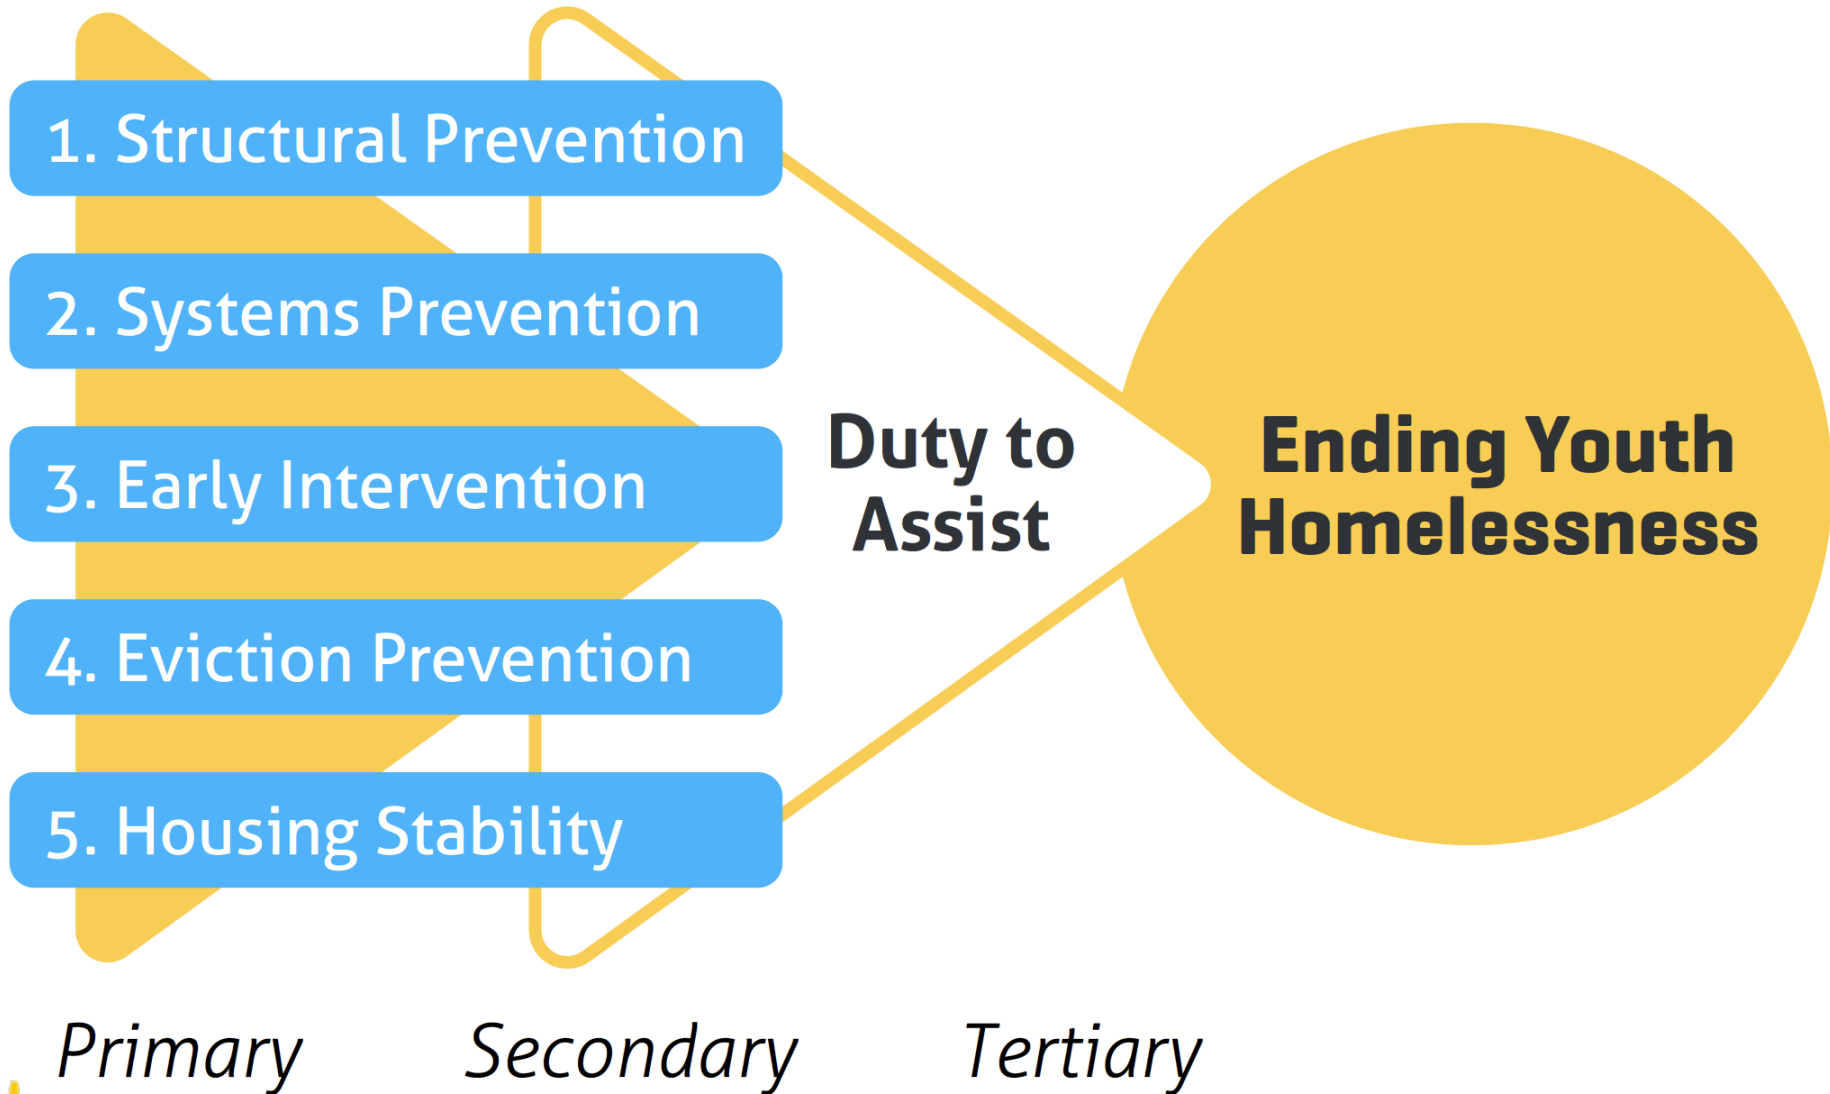 1. Structural Prevention
2. Systems Prevention
3. Early Intervention
4. Eviction Prevention
5. Housing Stability
Duty to
Assist
Ending Youth
Homelessness
Primary
Secondary
Tertiary